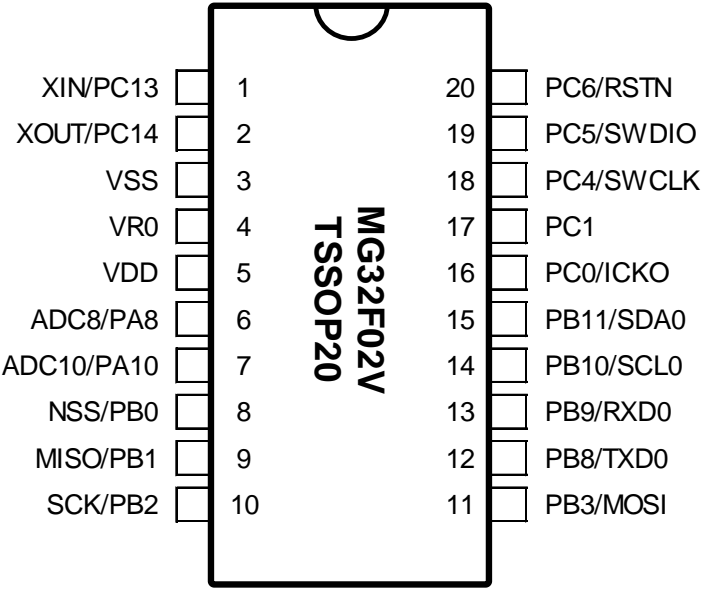 XIN/PC13 1 20 PC6/RSTN
XOUT/PC14 2 19 PC5/SWDIO
VSS 3 18 PC4/SWCLK
VR0 4 17 PC1
VDD 5 16 PC0/ICKO
ADC8/PA8 6 15 PB11/SDA0
ADC10/PA10 7 14 PB10/SCL0
NSS/PB0 8 13 PB9/RXD0
MISO/PB1 9 12 PB8/TXD0
SCK/PB2 10 11 PB3/MOSI
MG32F02V
TSSOP20